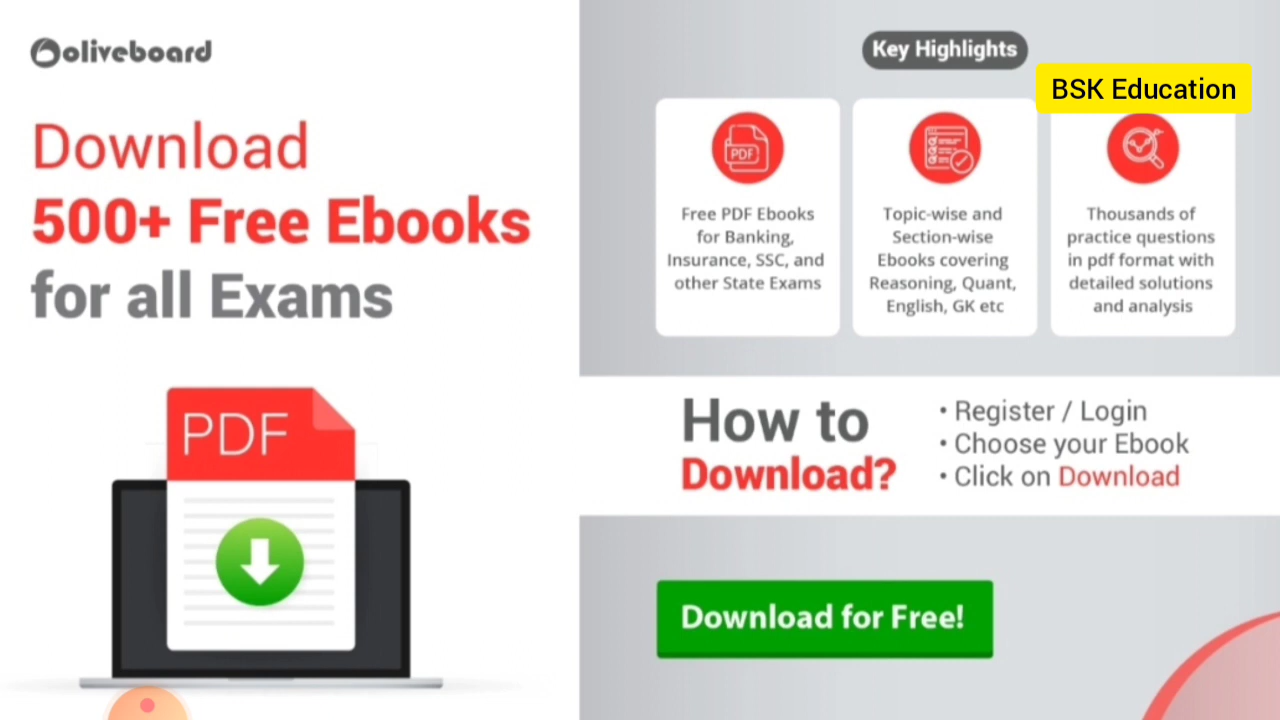 oliveboard
Download
500+ Free Ebooks
for all Exams
PDF
Key Highlights
BSK Education
PDF
Free PDF Ebooks
for Banking,
Insurance, SSC, and
other State Exams
Topic-wise and
Section-wise
Ebooks covering
Reasoning, Quant,
English, GK etc
Thousands of
practice questions
in pdf format with
detailed solutions
and analysis
How to
Download?
• Register / Login
• Choose your Ebook
• Click on Download
Download for Free!